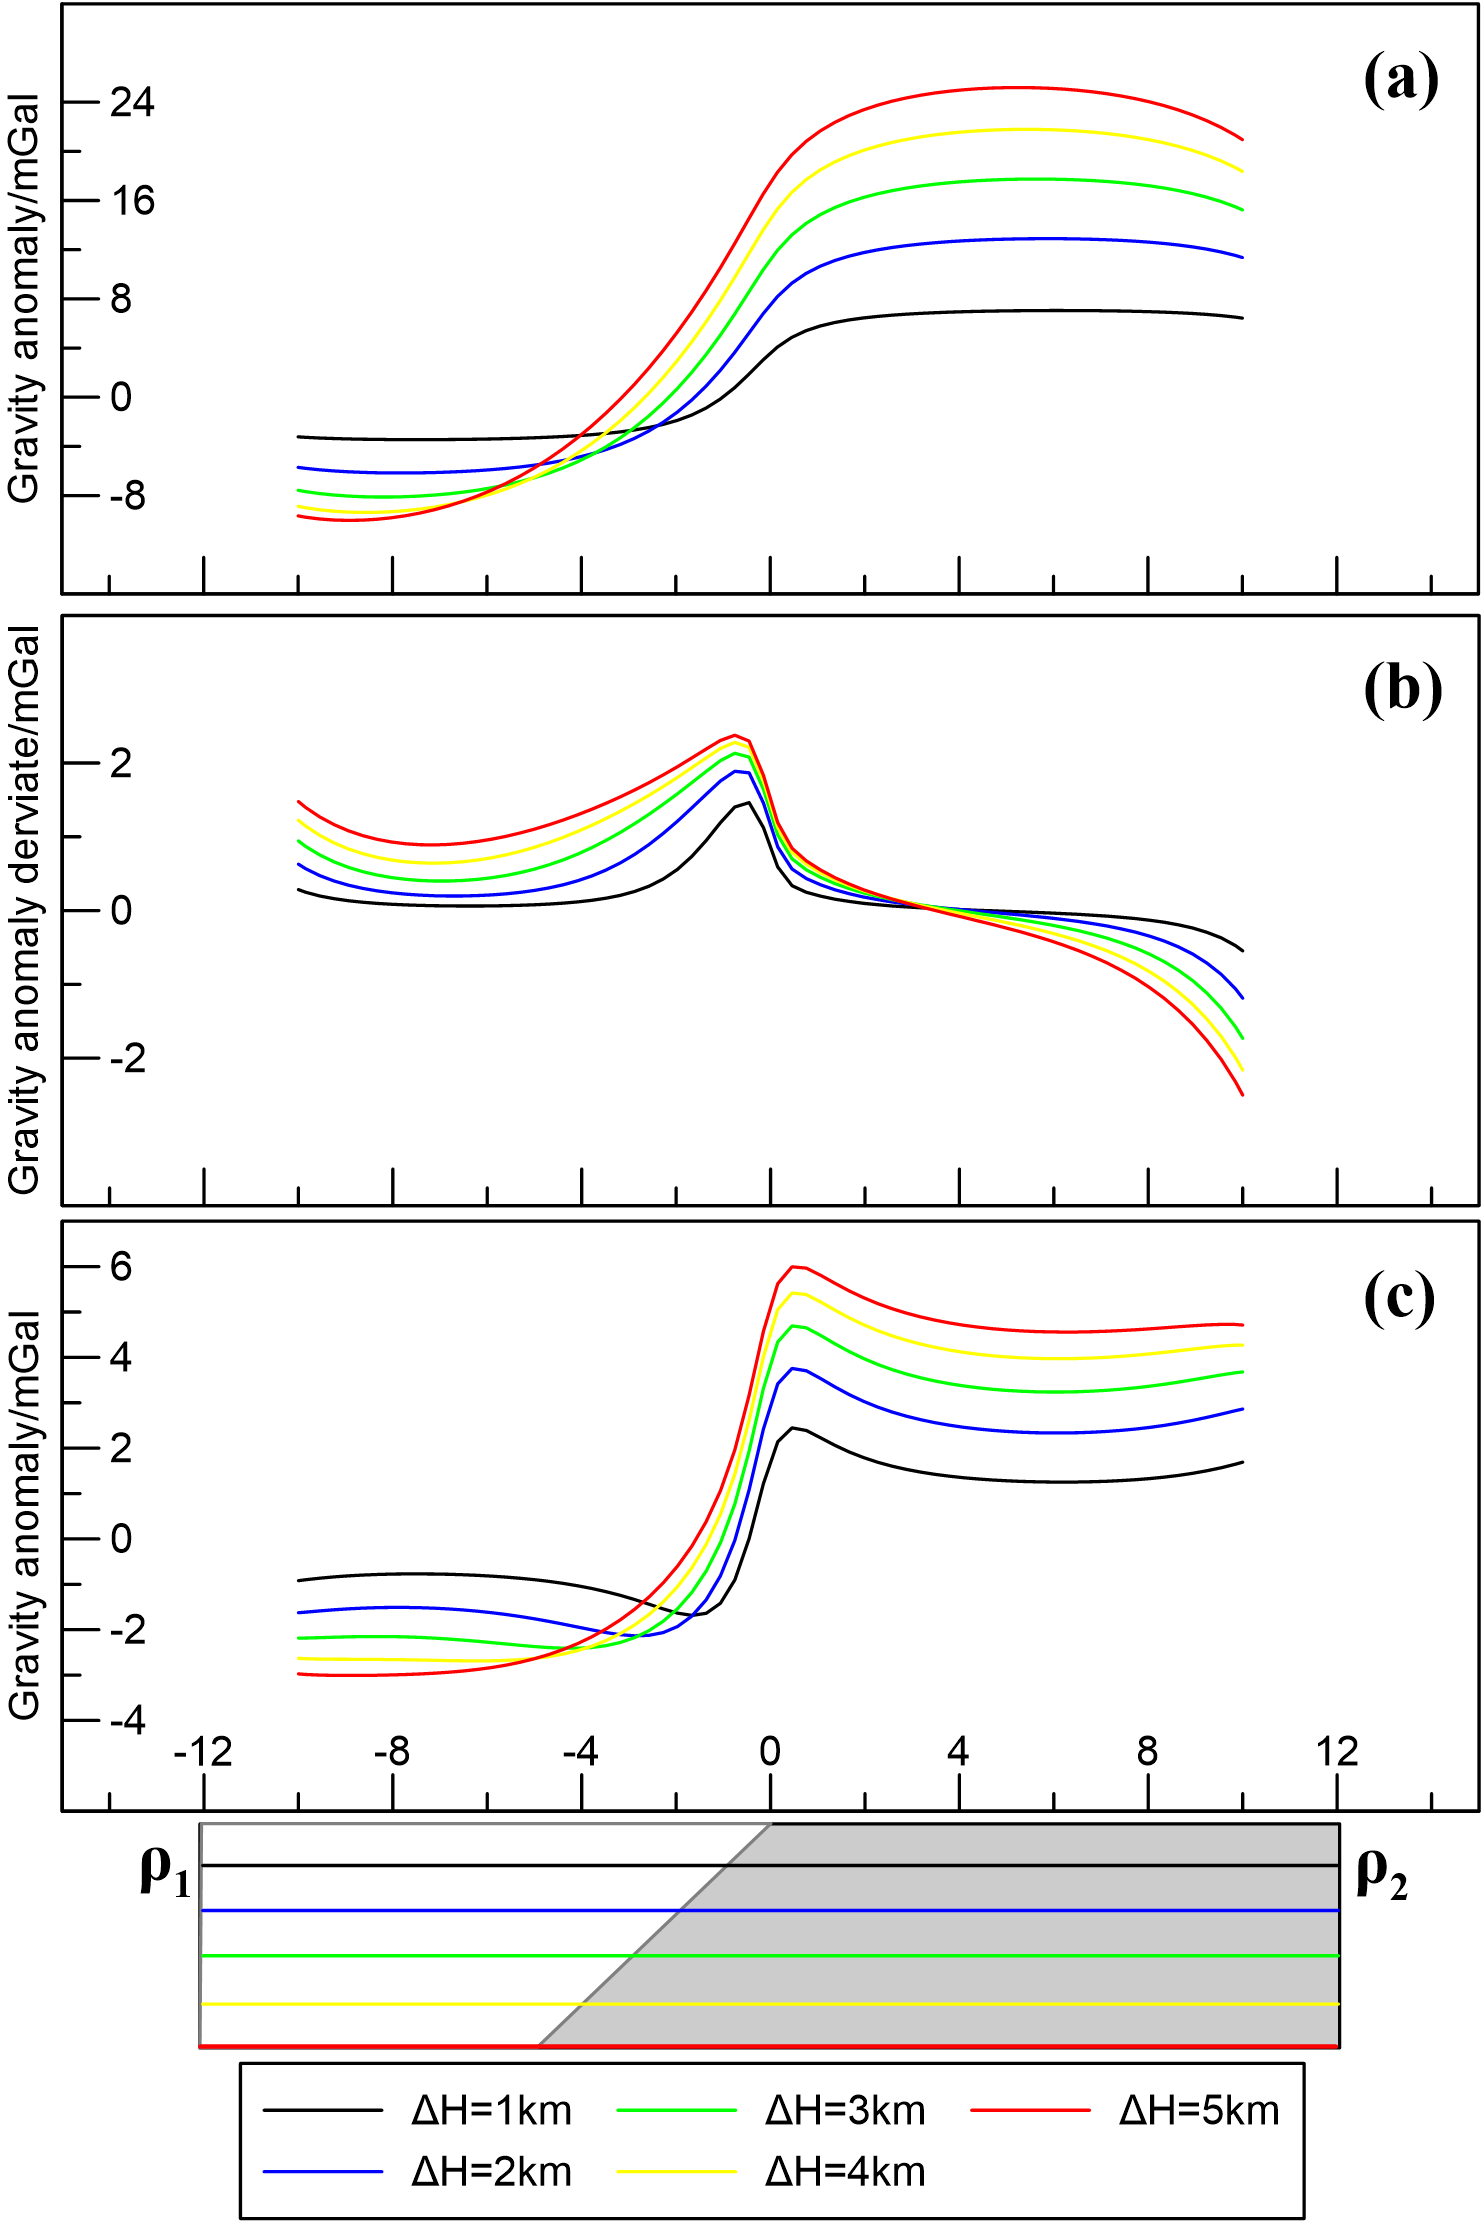 (a)
Gravity anomaly/mGal
24
16
8
0
-8
(b)
Gravity anomaly derviate/mGal
2
0
-2
(c)
Gravity anomaly/mGal
6
4
2
0
-2
-4
-12 -8 -4 0 4 8 12
ρ1 ρ2
ΔH=1km ΔH=3km ΔH=5km
ΔH=2km ΔH=4km